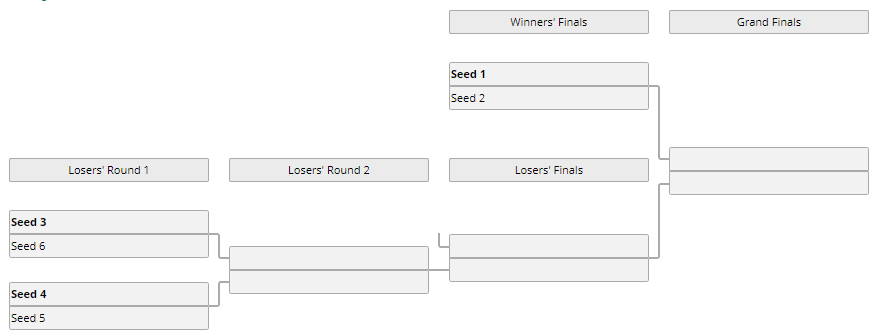 Winners' Finals
Grand Finals
Seed 1
Seed 2
Losers' Round 1
Losers' Round 2
Losers' Finals
Seed 3
Seed 6
Seed 4
Seed 5